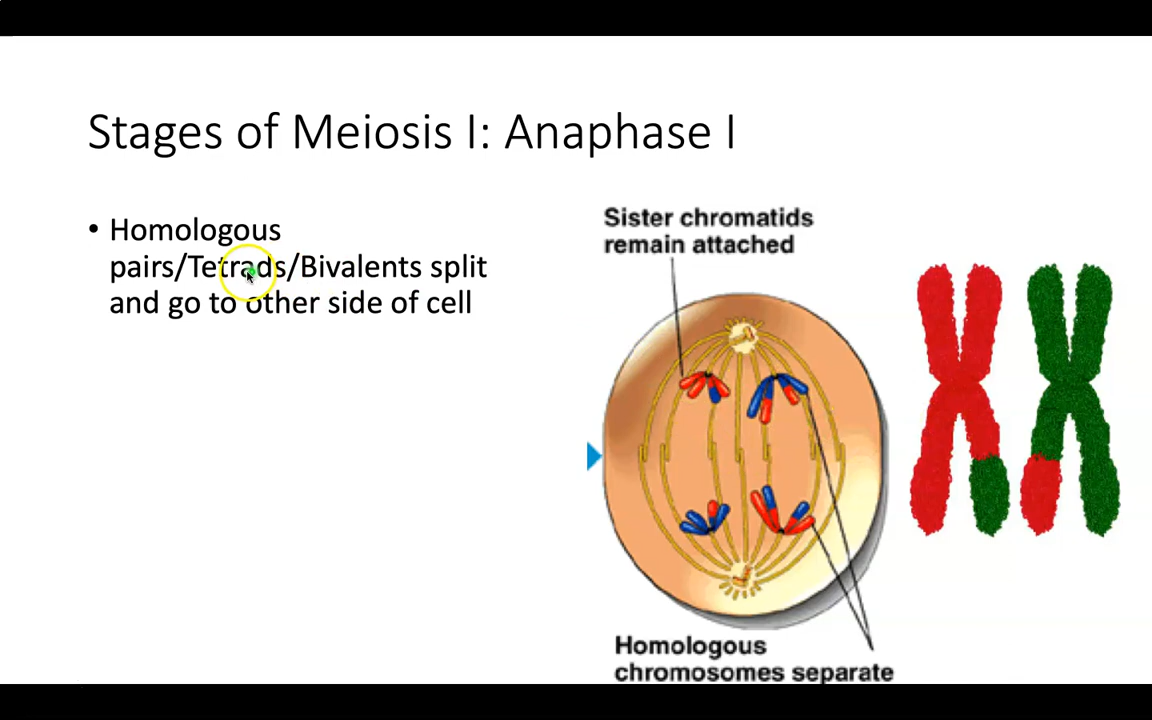 Stages of Meiosis I: Anaphase I
• Homologous
pairs/Tetrads/Bivalents split
and go to other side of cell
Sister chromatids
remain attached
Homologous
chromosomes separate